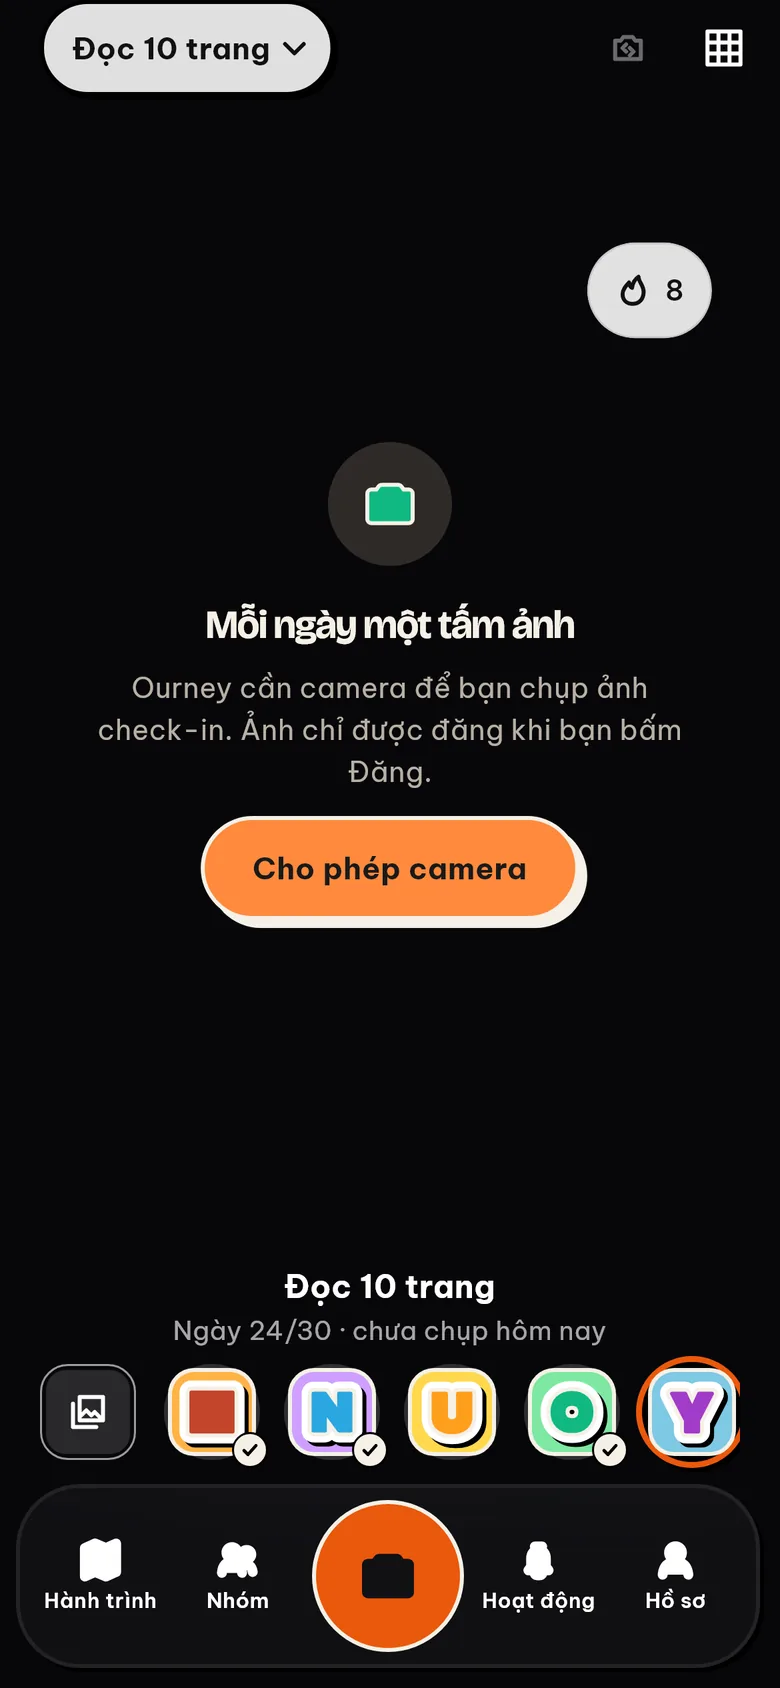 Đọc 10 trang
8
Mỗi ngày một tấm ảnh
Ourney cần camera để bạn chụp ảnh
check-in. Ảnh chỉ được đăng khi bạn bấm
Đăng.
Cho phép camera
Đọc 10 trang
Ngày 24/30 · chưa chụp hôm nay
N U O Y
Hành trình Nhóm Hoạt động Hồ sơ